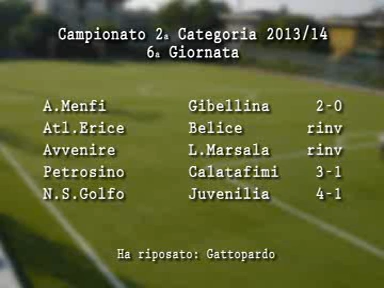 Campionato 2a Categoria 2013/14
6a Giornata
A.Menfi Gibellina 2-0
Atl.Erice Belice rinv
Avvenire L.Marsala rinv
Petrosino Calatafimi 3-1
N.S.Golfo Juvenilia 4-1
Ha riposato: Gattopardo